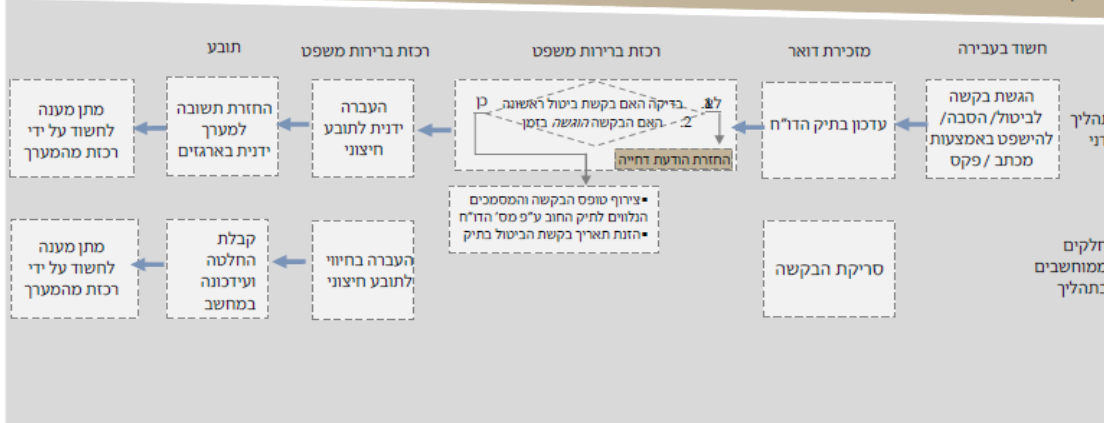 חשוד בעבירה
מזכירת דואר
רכזת ברירות משפט
רכזת ברירות משפט
תובע
הגשת בקשה
לביטול/ הסבה/
להישפט באמצעות
מכתב / פקס
עדכון בתיק הדו"ח
לא
1. בדיקה האם בקשת ביטול ראשונה
2. האם הבקשה הוגשה בזמן
כן
החזרת הודעת דחייה
▪צירוף טופס הבקשה והמסמכים
הנלווים לתיק החוב ע"פ מס' הדו"ח
▪הזנת תאריך בקשת הביטול בתיק
העברה
ידנית לתובע
חיצוני
החזרת תשובה
למערך
ידנית בארגזים
מתן מענה
לחשוד על ידי
רכזת מהמערך
חלקים
ממוחשבים
בתהליך
סריקת הבקשה
העברה בחיווי
לתובע חיצוני
קבלת
החלטה
ועידכונה
במחשב
מתן מענה
לחשוד על ידי
רכזת מהמערך